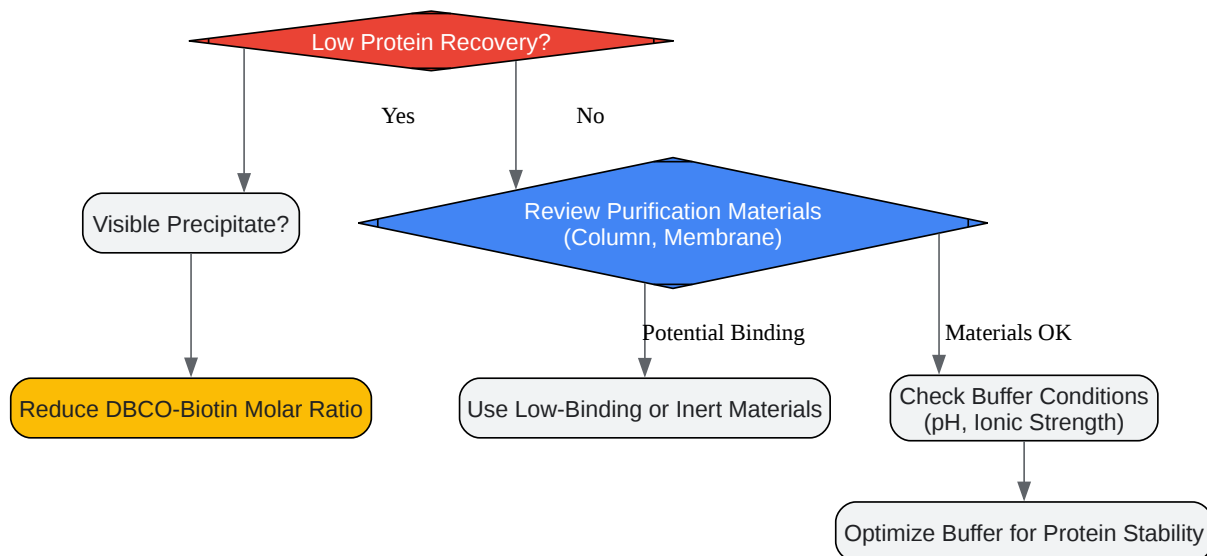 Low Protein Recovery?
Yes
No
Visible Precipitate?
Review Purification Materials
(Column, Membrane)
Potential Binding
Materials OK
Reduce DBCO-Biotin Molar Ratio
Use Low-Binding or Inert Materials
Check Buffer Conditions
(pH, Ionic Strength)
Optimize Buffer for Protein Stability